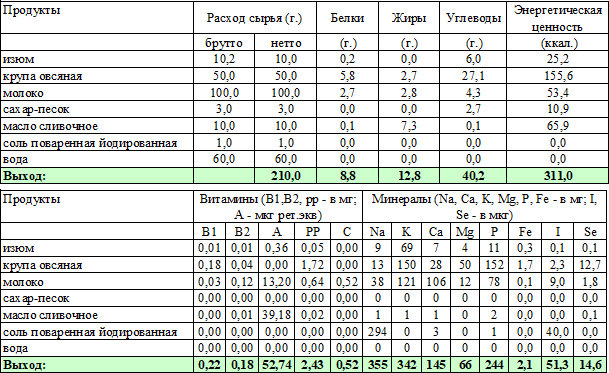 Продукты Расход сырья (г.) Белки Жиры Углеводы Энергетическая ценность
брутто нетто (г.) (г.) (г.) (ккал.)
изюм 10,2 10,0 0,2 0,0 6,0 25,2
крупа овсяная 50,0 50,0 5,8 2,7 27,1 155,6
молоко 100,0 100,0 2,7 2,8 4,3 53,4
сахар-песок 3,0 3,0 0,0 0,0 2,7 10,9
масло сливочное 10,0 10,0 0,1 7,3 0,1 65,9
соль поваренная йодированная 1,0 1,0 0,0 0,0 0,0 0,0
вода 60,0 60,0 0,0 0,0 0,0 0,0
Выход: 210,0 8,8 12,8 40,2 311,0
Продукты Витамины (B1,B2, pp - в мг; А - мкг рет.экв) Минералы (Na, Ca, K, Mg, P, Fe - в мг; I, Se - в мкг)
B1 B2 A PP C Na K Ca Mg P Fe I Se
изюм 0,01 0,01 0,36 0,05 0,00 9 69 7 4 11 0,3 0,1 0,1
крупа овсяная 0,18 0,04 0,00 1,72 0,00 13 150 28 50 152 1,7 2,3 12,7
молоко 0,03 0,12 13,20 0,64 0,52 38 121 106 12 78 0,1 9,0 1,8
сахар-песок 0,00 0,00 0,00 0,00 0,00 0 0 0 0 0 0,0 0,0 0,0
масло сливочное 0,00 0,01 39,18 0,02 0,00 1 1 1 0 2 0,0 0,0 0,1
соль поваренная йодированная 0,00 0,00 0,00 0,00 0,00 294 0 3 0 1 0,0 40,0 0,0
вода 0,00 0,00 0,00 0,00 0,00 0 0 0 0 0 0,0 0,0 0,0
Выход: 0,22 0,18 52,74 2,43 0,52 355 342 145 66 244 2,1 51,3 14,6